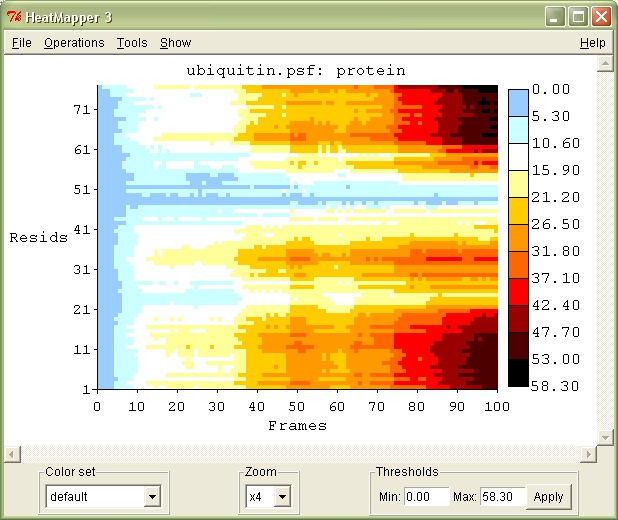 HeatMapper 3
File Operations Tools Show Help
ubiquitin.psf: protein
71
61
51
41
31
21
11
1
Resids
0 10 20 30 40 50 60 70 80 90 100
Frames
0.00
5.30
10.60
15.90
21.20
26.50
31.80
37.10
42.40
47.70
53.00
58.30
Color set
default
Zoom
x4
Thresholds
Min: 0.00 Max: 58.30 Apply